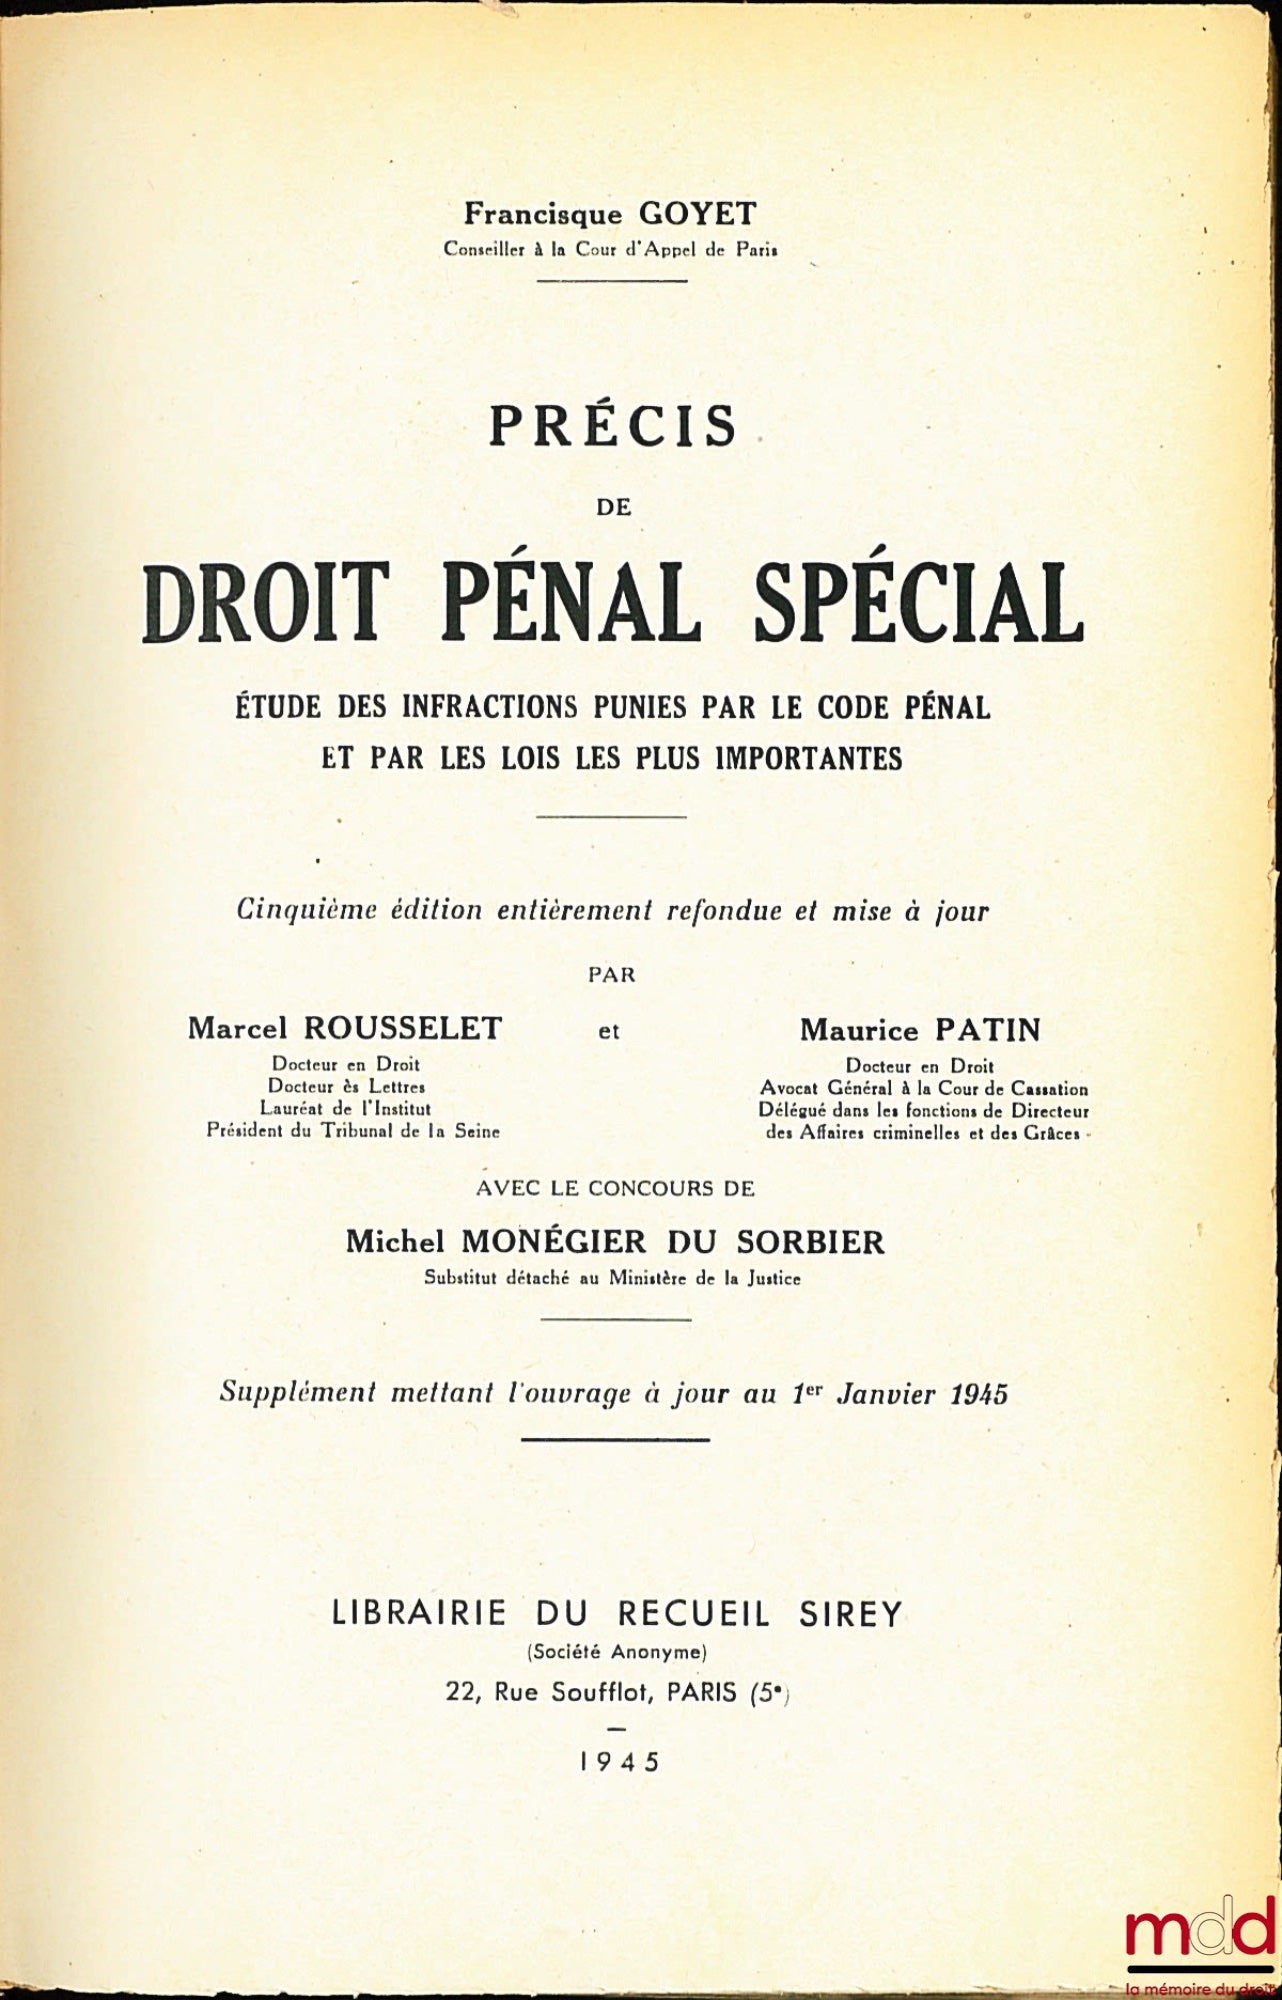 Francisque GOYET
Conseiller à la Cour d'Appel de Paris
PRÉCIS
DE
DROIT PÉNAL SPÉCIAL
ÉTUDE DES INFRACTIONS PUNIES PAR LE CODE PÉNAL
ET PAR LES LOIS LES PLUS IMPORTANTES
Cinquième édition entièrement refondue et mise à jour
PAR
Marcel ROUSSELET
Docteur en Droit
Docteur ès Lettres
Lauréat de l'Institut
Président du Tribunal de la Seine
et
Maurice PATIN
Docteur en Droit
Avocat Général à la Cour de Cassation
Délégué dans les fonctions de Directeur
des Affaires criminelles et des Grâces
AVEC LE CONCOURS DE
Michel MONÉGIER DU SORBIER
Substitut détaché au Ministère de la Justice
Supplément mettant l'ouvrage à jour au 1er Janvier 1945
LIBRAIRIE DU RECUEIL SIREY
(Société Anonyme)
22, Rue Soufflot, PARIS (5e)
1945
mdd
la mémoire du droit